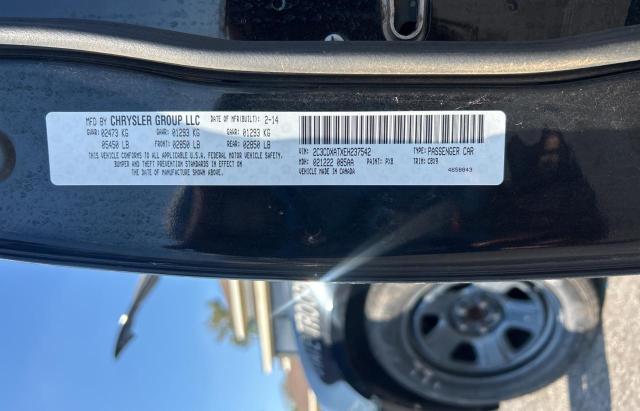 MFD BY CHRYSLER GROUP LLC DATE OF MFR(BUILT): 2-14
GVWR: 02473 KG GAWR: 01293 KG GAWR: 01293 KG
05450 LB FRONT: 02850 LB REAR: 02850 LB
THIS VEHICLE CONFORMS TO ALL APPLICABLE U.S.A. FEDERAL MOTOR VEHICLE SAFETY,
BUMPER AND THEFT PREVENTION STANDARDS IN EFFECT ON
THE DATE OF MANUFACTURE SHOWN ABOVE.
VIN: 2C3CDXATXEH237542 TYPE: PASSENGER CAR
MDH: 021222 085AA PAINT: PX8 TRIM: C8X9
VEHICLE MADE IN CANADA 4658843